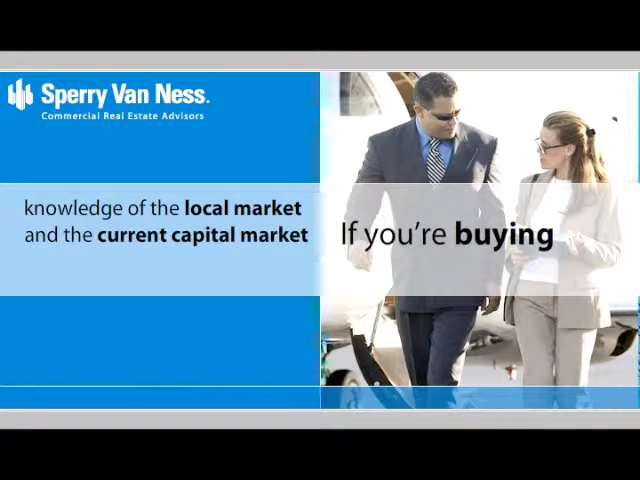 Sperry Van Ness.
Commercial Real Estate Advisors
knowledge of the local market
and the current capital market
If you're buying